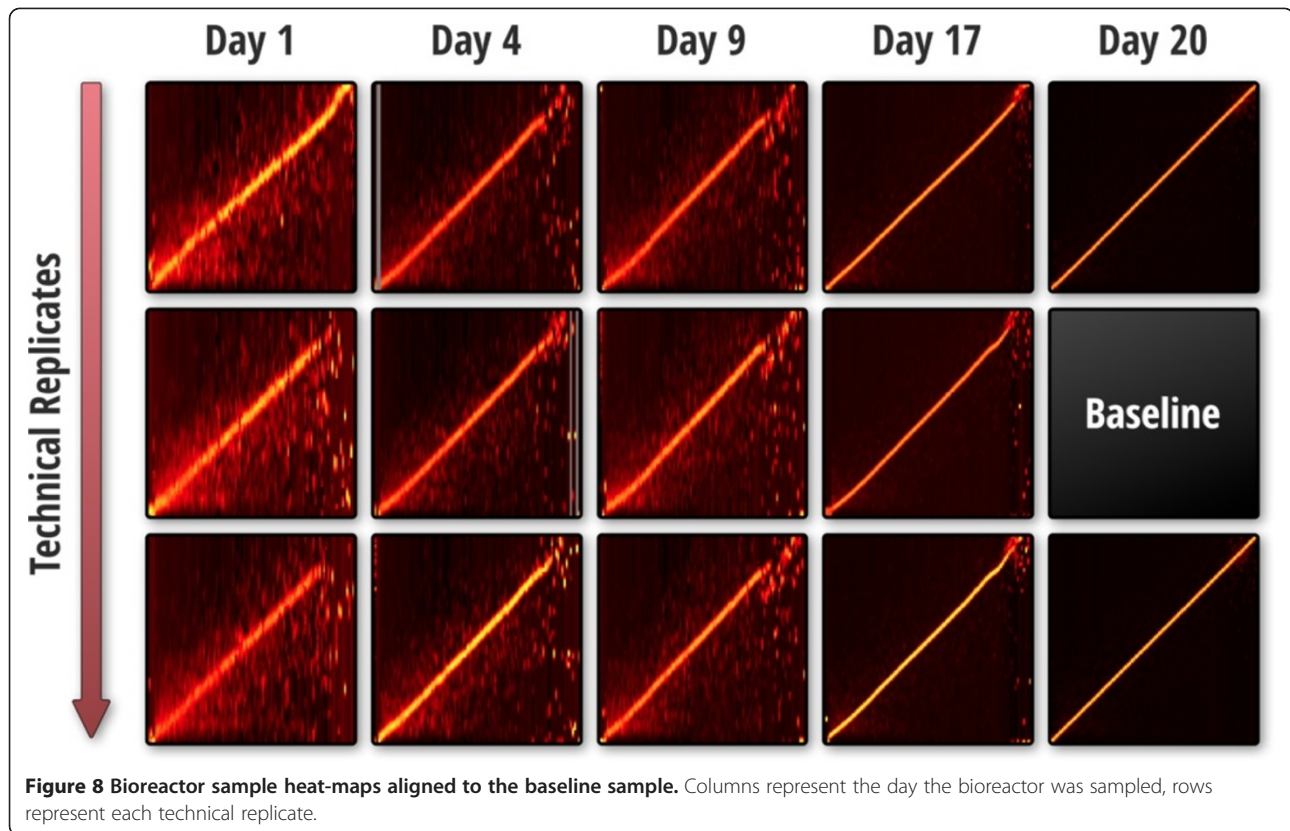 Day 1 Day 4 Day 9 Day 17 Day 20
Technical Replicates
Baseline
Figure 8 Bioreactor sample heat-maps aligned to the baseline sample. Columns represent the day the bioreactor was sampled, rows
represent each technical replicate.